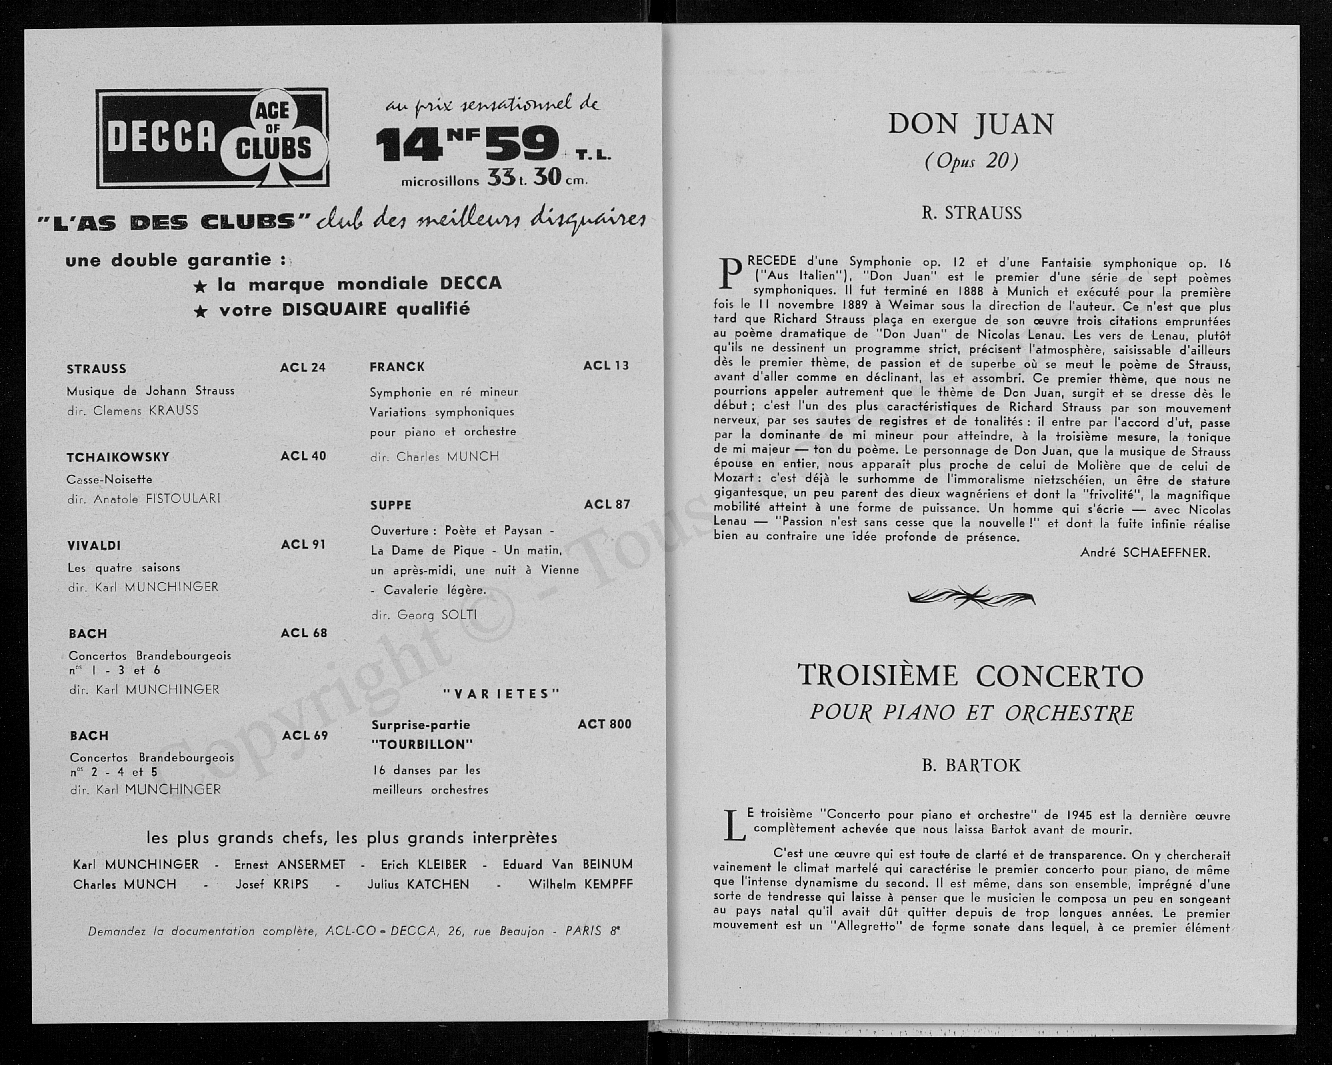 DECCA
ACE
OF
CLUBS
au prix sensationnel de
14 NF 59 T. L.
microsillons 33 t. 30 cm.
"L'AS DES CLUBS" club des meilleurs disquaires
une double garantie :
★ la marque mondiale DECCA
★ votre DISQUAIRE qualifié
STRAUSS ACL 24
Musique de Johann Strauss
dir. Clemens KRAUSS
TCHAIKOWSKY ACL 40
Casse-Noisette
dir. Anatole FISTOULARI
VIVALDI ACL 91
Les quatre saisons
dir. Karl MUNCHINGER
BACH ACL 68
Concertos Brandebourgeois
nos 1 - 3 et 6
dir. Karl MUNCHINGER
BACH ACL 69
Concertos Brandebourgeois
nos 2 - 4 et 5
dir. Karl MUNCHINGER
FRANCK ACL 13
Symphonie en ré mineur
Variations symphoniques
pour piano et orchestre
dir. Charles MUNCH
SUPPE ACL 87
Ouverture : Poète et Paysan -
La Dame de Pique - Un matin,
un après-midi, une nuit à Vienne
- Cavalerie légère.
dir. Georg SOLTI
"VARIETES"
Surprise-partie ACT 800
"TOURBILLON"
16 danses par les
meilleurs orchestres
les plus grands chefs, les plus grands interprètes
Karl MUNCHINGER - Ernest ANSERMET - Erich KLEIBER - Eduard Van BEINUM
Charles MUNCH - Josef KRIPS - Julius KATCHEN - Wilhelm KEMPFF
Demandez la documentation complète, ACL-CO - DECCA, 26, rue Beaujon - PARIS 8e
DON JUAN
(Opus 20)
R. STRAUSS
PRECEDE d'une Symphonie op. 12 et d'une Fantaisie symphonique op. 16
("Aus Italien"), "Don Juan" est le premier d'une série de sept poèmes
symphoniques. Il fut terminé en 1888 à Munich et exécuté pour la première
fois le 11 novembre 1889 à Weimar sous la direction de l'auteur. Ce n'est que plus
tard que Richard Strauss plaça en exergue de son œuvre trois citations empruntées
au poème dramatique de "Don Juan" de Nicolas Lenau. Les vers de Lenau, plutôt
qu'ils ne dessinent un programme strict, précisent l'atmosphère, saisissable d'ailleurs
dès le premier thème, de passion et de superbe où se meut le poème de Strauss,
avant d'aller comme en déclinant, las et assombri. Ce premier thème, que nous ne
pourrions appeler autrement que le thème de Don Juan, surgit et se dresse dès le
début ; c'est l'un des plus caractéristiques de Richard Strauss par son mouvement
nerveux, par ses sautes de registres et de tonalités : il entre par l'accord d'ut, passe
par la dominante de mi mineur pour atteindre, à la troisième mesure, la tonique
de mi majeur — ton du poème. Le personnage de Don Juan, que la musique de Strauss
épouse en entier, nous apparaît plus proche de celui de Molière que de celui de
Mozart : c'est déjà le surhomme de l'immoralisme nietzschéien, un être de stature
gigantesque, un peu parent des dieux wagnériens et dont la "frivolité", la magnifique
mobilité atteint à une forme de puissance. Un homme qui s'écrie — avec Nicolas
Lenau — "Passion n'est sans cesse que la nouvelle !" et dont la fuite infinie réalise
bien au contraire une idée profonde de présence.
André SCHAEFFNER.
TROISIÈME CONCERTO
POUR PIANO ET ORCHESTRE
B. BARTOK
LE troisième "Concerto pour piano et orchestre" de 1945 est la dernière œuvre
complètement achevée que nous laissa Bartok avant de mourir.
C'est une œuvre qui est toute de clarté et de transparence. On y chercherait
vainement le climat martelé qui caractérise le premier concerto pour piano, de même
que l'intense dynamisme du second. Il est même, dans son ensemble, imprégné d'une
sorte de tendresse qui laisse à penser que le musicien le composa un peu en songeant
au pays natal qu'il avait dût quitter depuis de trop longues années. Le premier
mouvement est un "Allegretto" de forme sonate dans lequel, à ce premier élément
Copyright © - Tous